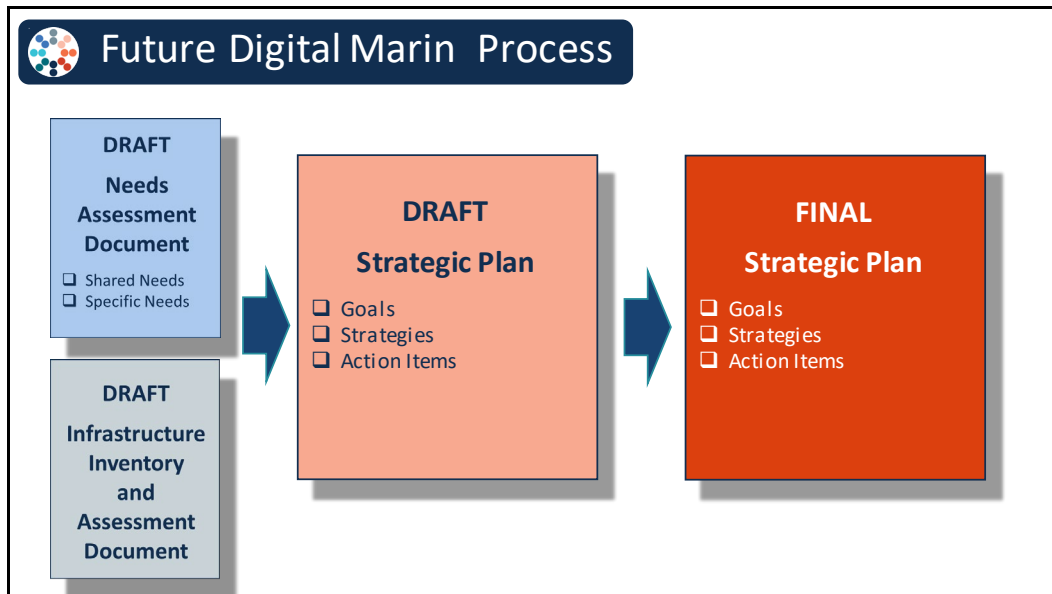 Future Digital Marin Process
DRAFT
Needs
Assessment
Document
❑ Shared Needs
❑ Specific Needs
DRAFT
Infrastructure
Inventory
and
Assessment
Document
DRAFT
Strategic Plan
❑ Goals
❑ Strategies
❑ Action Items
FINAL
Strategic Plan
❑ Goals
❑ Strategies
❑ Action Items